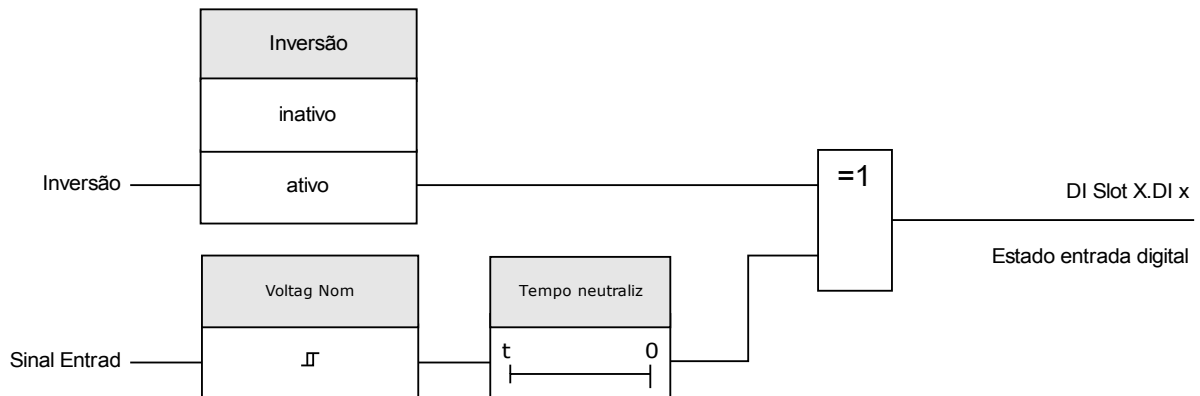 Inversão
inativo
Inversão
ativo
=1
DI Slot X.DI x
Estado entrada digital
Voltag Nom
Tempo neutraliz
Sinal Entrad
t
0